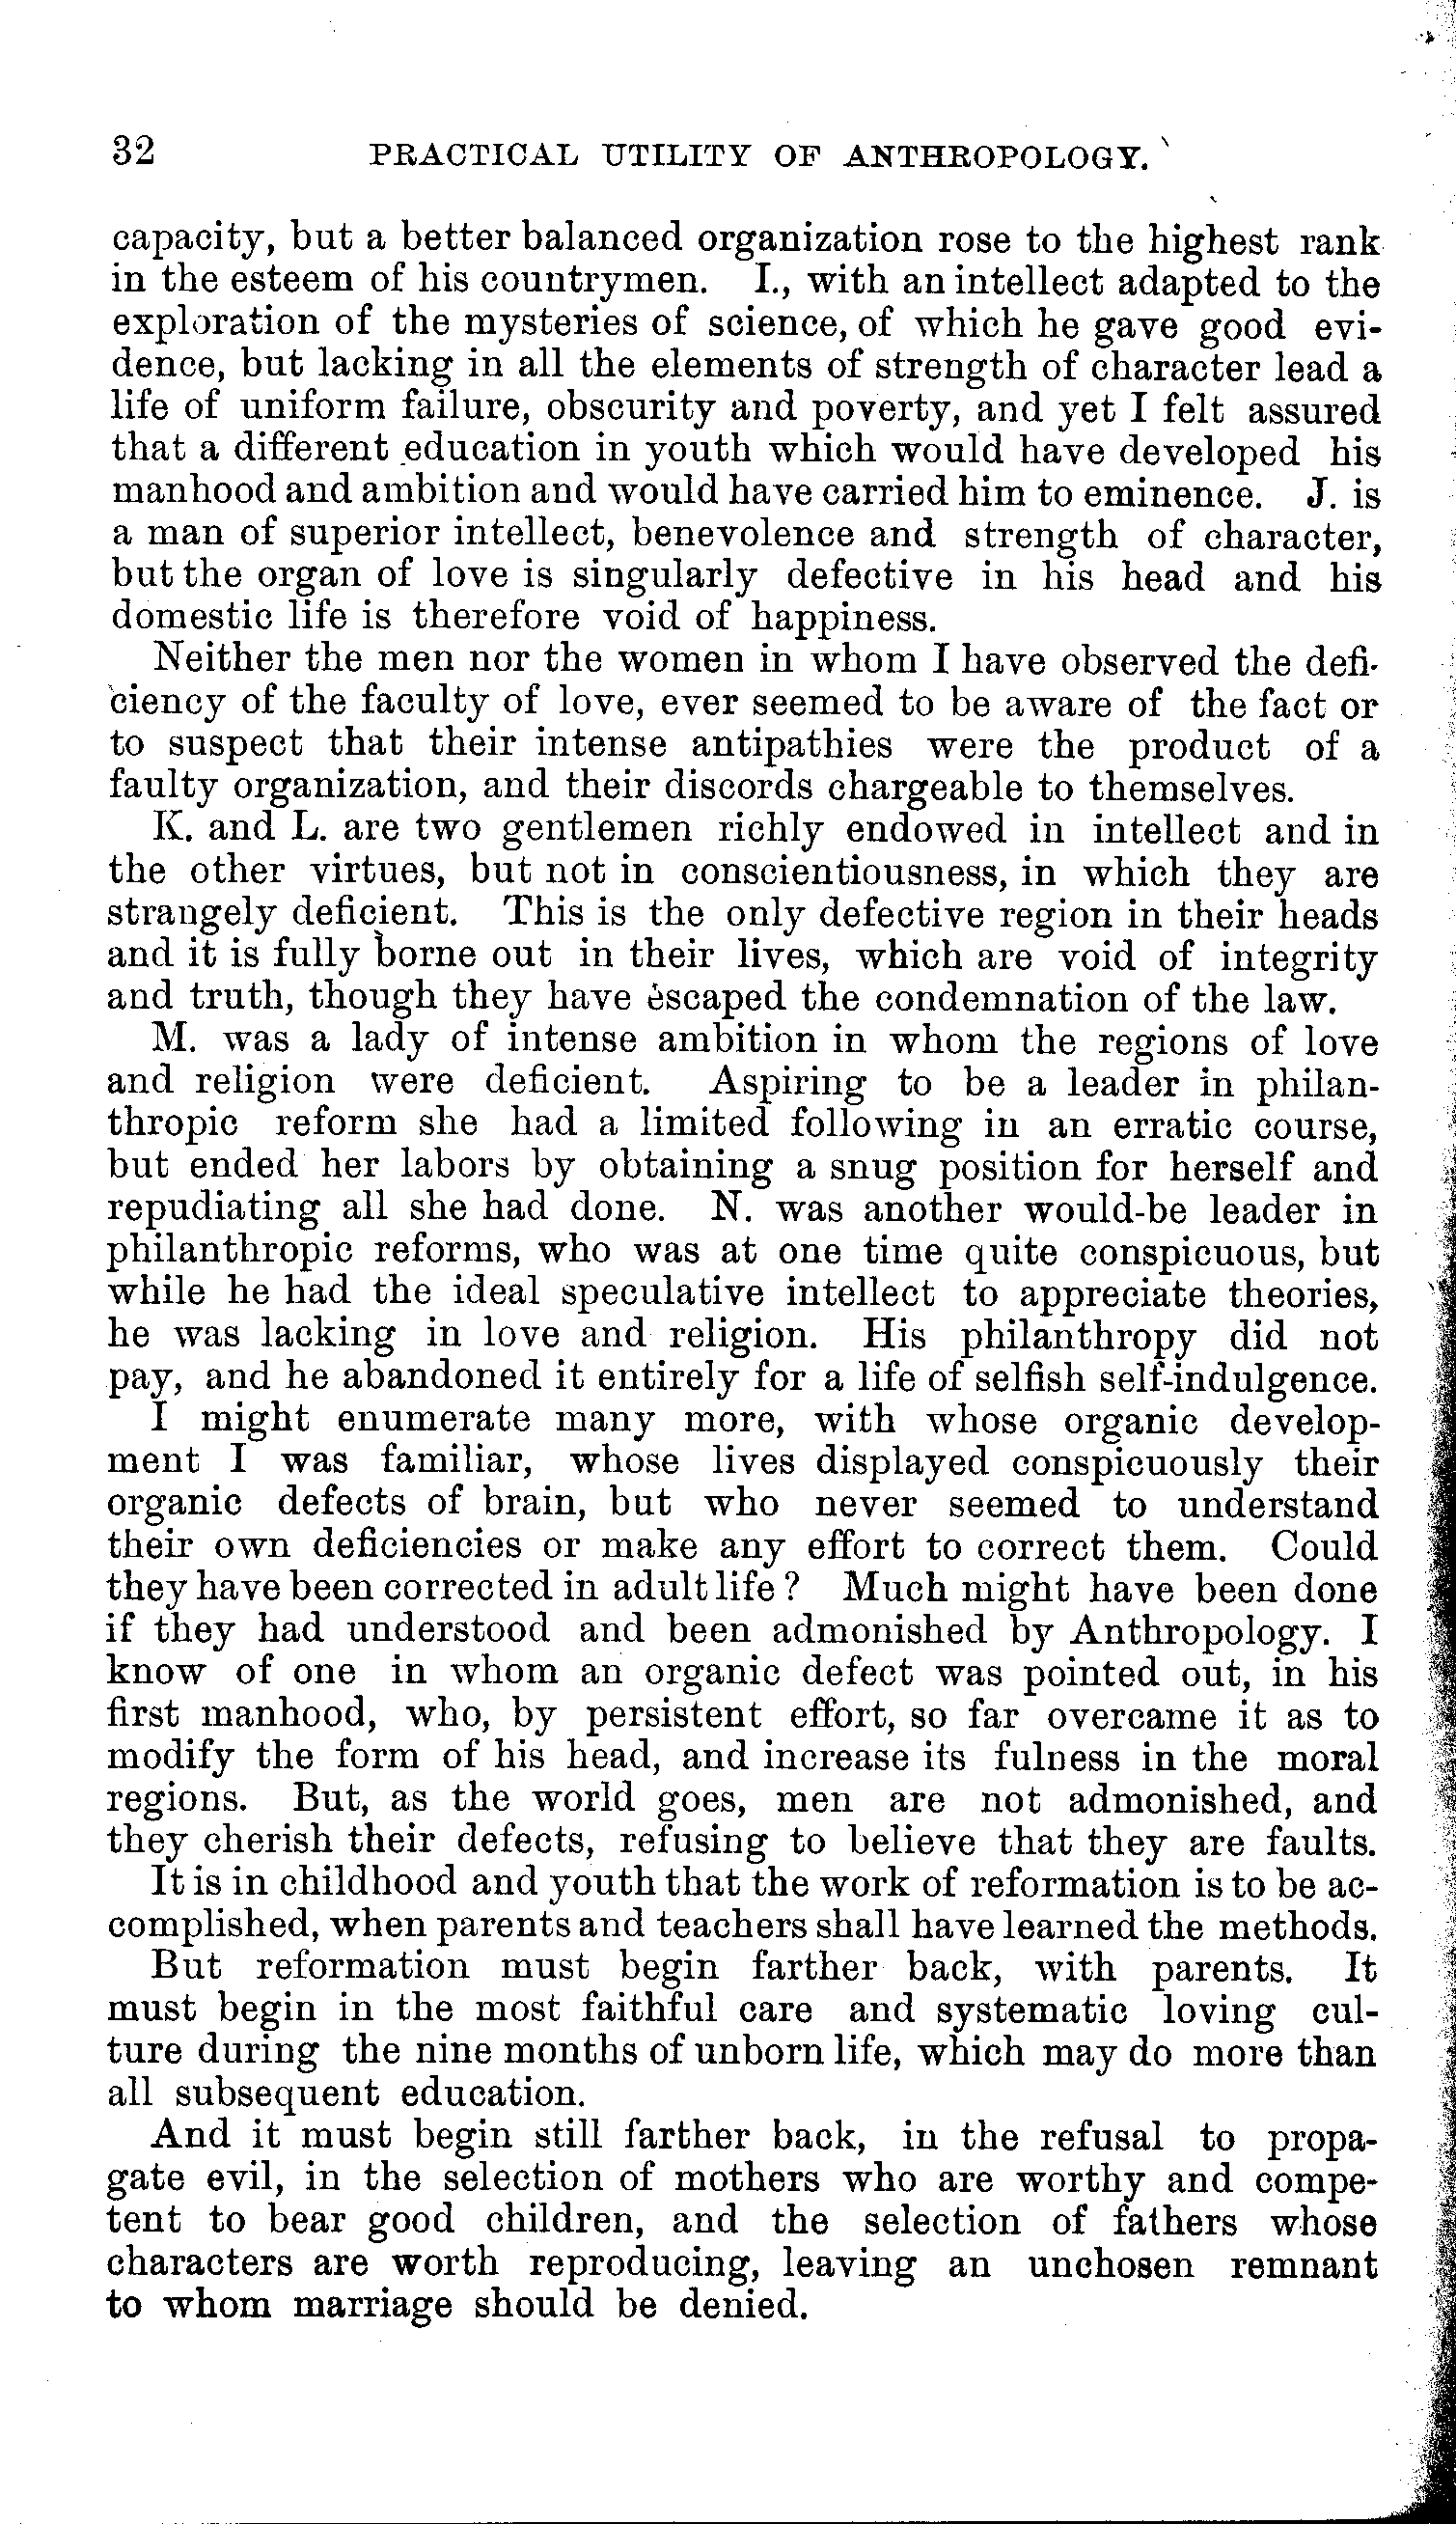 32 PRACTICAL UTILITY OF ANTHROPOLOGY.
capacity, but a better balanced organization rose to the highest rank
in the esteem of his countrymen. I., with an intellect adapted to the
exploration of the mysteries of science, of which he gave good evi-
dence, but lacking in all the elements of strength of character lead a
life of uniform failure, obscurity and poverty, and yet I felt assured
that a different education in youth which would have developed his
manhood and ambition and would have carried him to eminence. J. is
a man of superior intellect, benevolence and strength of character,
but the organ of love is singularly defective in his head and his
domestic life is therefore void of happiness.
Neither the men nor the women in whom I have observed the defi-
ciency of the faculty of love, ever seemed to be aware of the fact or
to suspect that their intense antipathies were the product of a
faulty organization, and their discords chargeable to themselves.
K. and L. are two gentlemen richly endowed in intellect and in
the other virtues, but not in conscientiousness, in which they are
strangely deficient. This is the only defective region in their heads
and it is fully borne out in their lives, which are void of integrity
and truth, though they have escaped the condemnation of the law.
M. was a lady of intense ambition in whom the regions of love
and religion were deficient. Aspiring to be a leader in philan-
thropic reform she had a limited following in an erratic course,
but ended her labors by obtaining a snug position for herself and
repudiating all she had done. N. was another would-be leader in
philanthropic reforms, who was at one time quite conspicuous, but
while he had the ideal speculative intellect to appreciate theories,
he was lacking in love and religion. His philanthropy did not
pay, and he abandoned it entirely for a life of selfish self-indulgence.
I might enumerate many more, with whose organic develop-
ment I was familiar, whose lives displayed conspicuously their
organic defects of brain, but who never seemed to understand
their own deficiencies or make any effort to correct them. Could
they have been corrected in adult life? Much might have been done
if they had understood and been admonished by Anthropology. I
know of one in whom an organic defect was pointed out, in his
first manhood, who, by persistent effort, so far overcame it as to
modify the form of his head, and increase its fulness in the moral
regions. But, as the world goes, men are not admonished, and
they cherish their defects, refusing to believe that they are faults.
It is in childhood and youth that the work of reformation is to be ac-
complished, when parents and teachers shall have learned the methods.
But reformation must begin farther back, with parents. It
must begin in the most faithful care and systematic loving cul-
ture during the nine months of unborn life, which may do more than
all subsequent education.
And it must begin still farther back, in the refusal to propa-
gate evil, in the selection of mothers who are worthy and compe-
tent to bear good children, and the selection of fathers whose
characters are worth reproducing, leaving an unchosen remnant
to whom marriage should be denied.